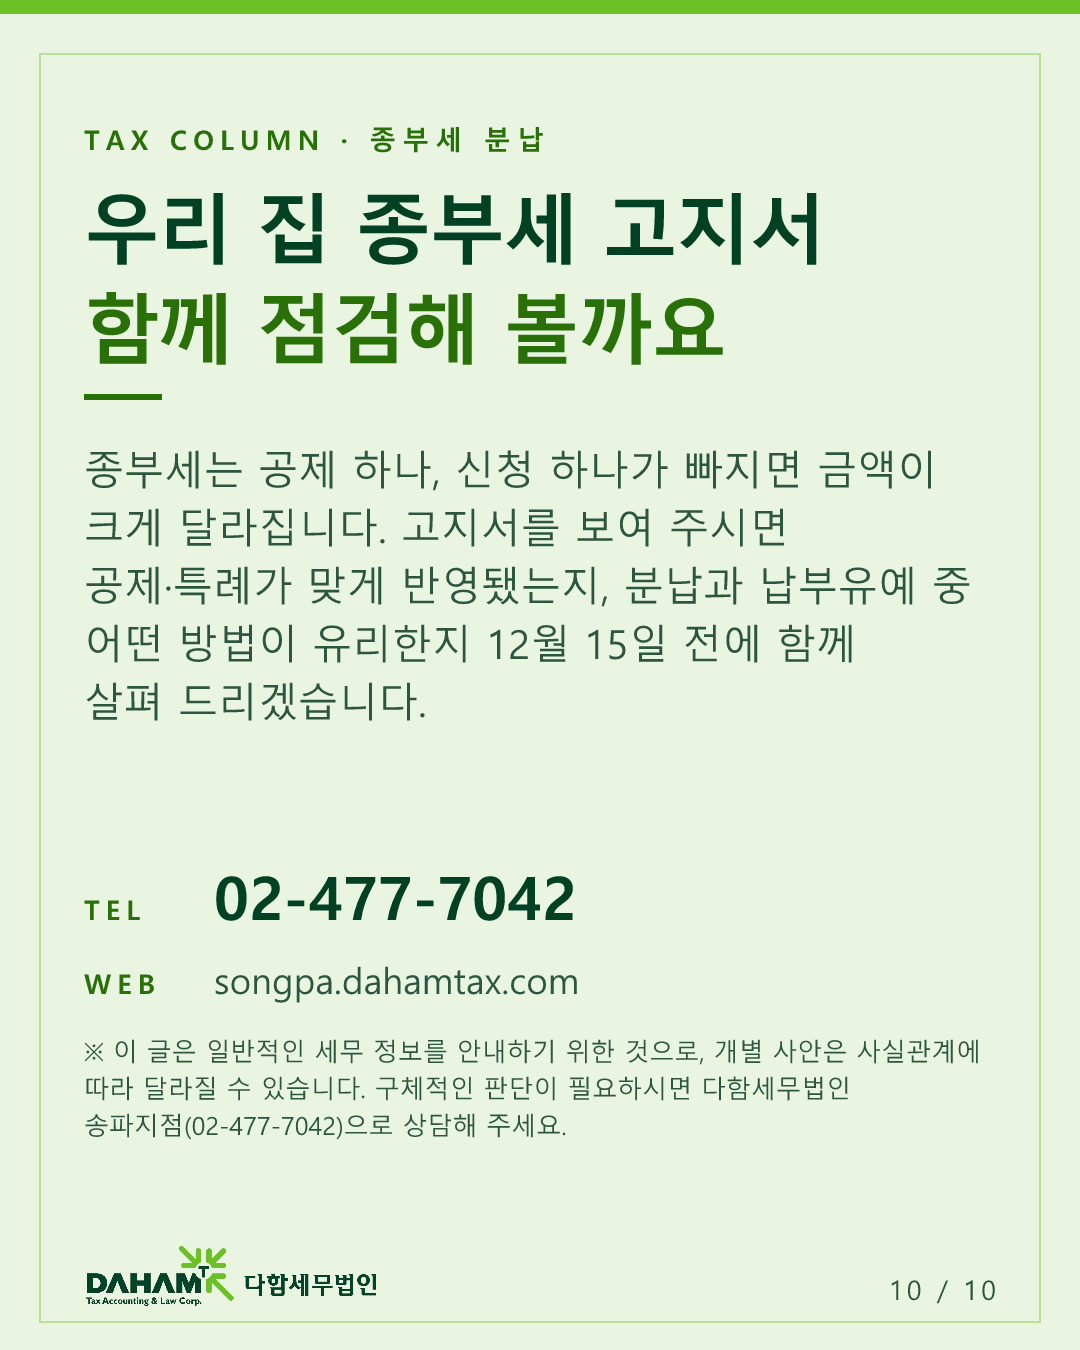 TAX COLUMN · 종부세 분납
우리 집 종부세 고지서
함께 점검해 볼까요
종부세는 공제 하나, 신청 하나가 빠지면 금액이
크게 달라집니다. 고지서를 보여 주시면
공제·특례가 맞게 반영됐는지, 분납과 납부유예 중
어떤 방법이 유리한지 12월 15일 전에 함께
살펴 드리겠습니다.
TEL 02-477-7042
WEB songpa.dahamtax.com
※ 이 글은 일반적인 세무 정보를 안내하기 위한 것으로, 개별 사안은 사실관계에
따라 달라질 수 있습니다. 구체적인 판단이 필요하시면 다함세무법인
송파지점(02-477-7042)으로 상담해 주세요.
DAHAM T 다함세무법인
Tax Accounting & Law Corp.
10 / 10